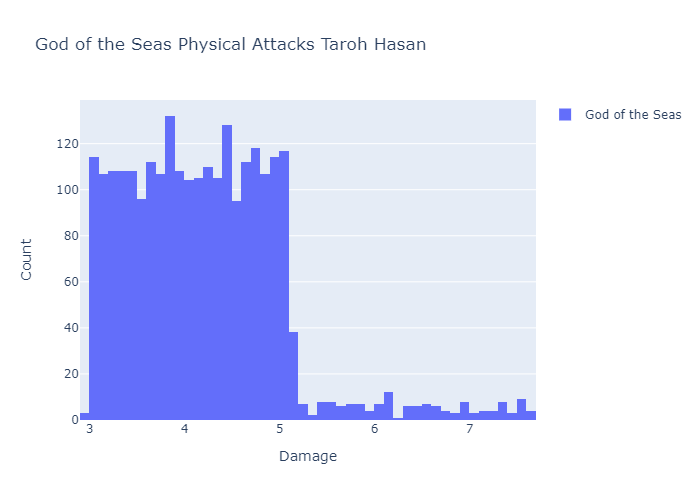 God of the Seas Physical Attacks Taroh Hasan
God of the Seas
120
100
80
60
40
20
0
3 4 5 6 7
Count
Damage